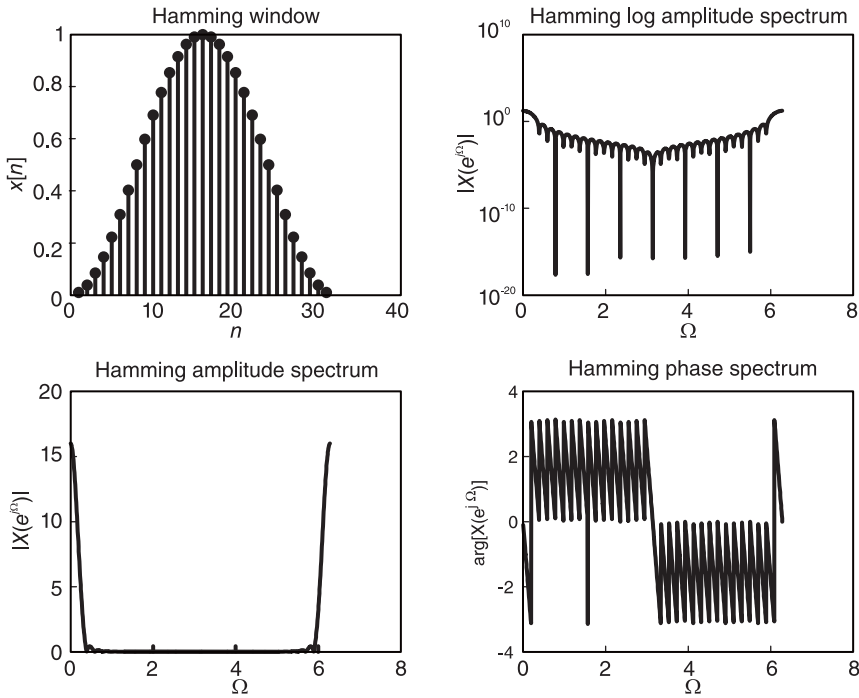 Hamming window
1
0.8
0.6
0.4
0.2
0
x[n]
0 10 20 30 40
n
Hamming log amplitude spectrum
10^10
10^0
10^-10
10^-20
|X(e^jΩ)|
0 2 4 6 8
Ω
Hamming amplitude spectrum
20
15
10
5
0
|X(e^jΩ)|
0 2 4 6 8
Ω
Hamming phase spectrum
4
2
0
-2
-4
arg[X(e^j Ω)]
0 2 4 6 8
Ω